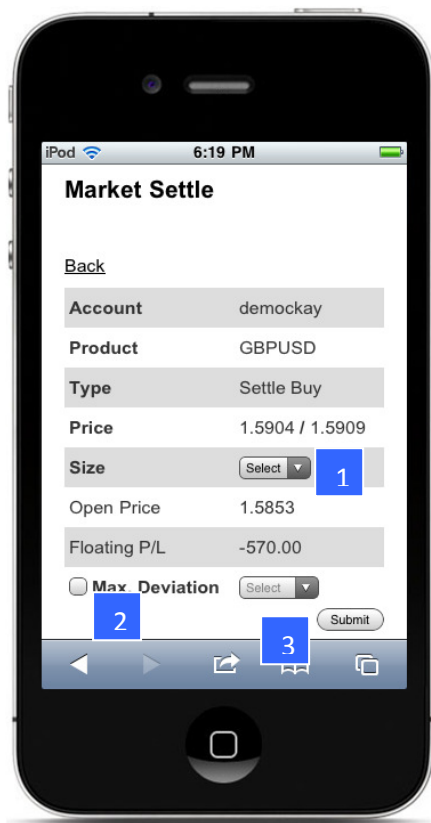 iPod 6:19 PM
Market Settle
Back
Account demockay
Product GBPUSD
Type Settle Buy
Price 1.5904 / 1.5909
Size Select 1
Open Price 1.5853
Floating P/L -570.00
Max. Deviation Select
2 Submit
3